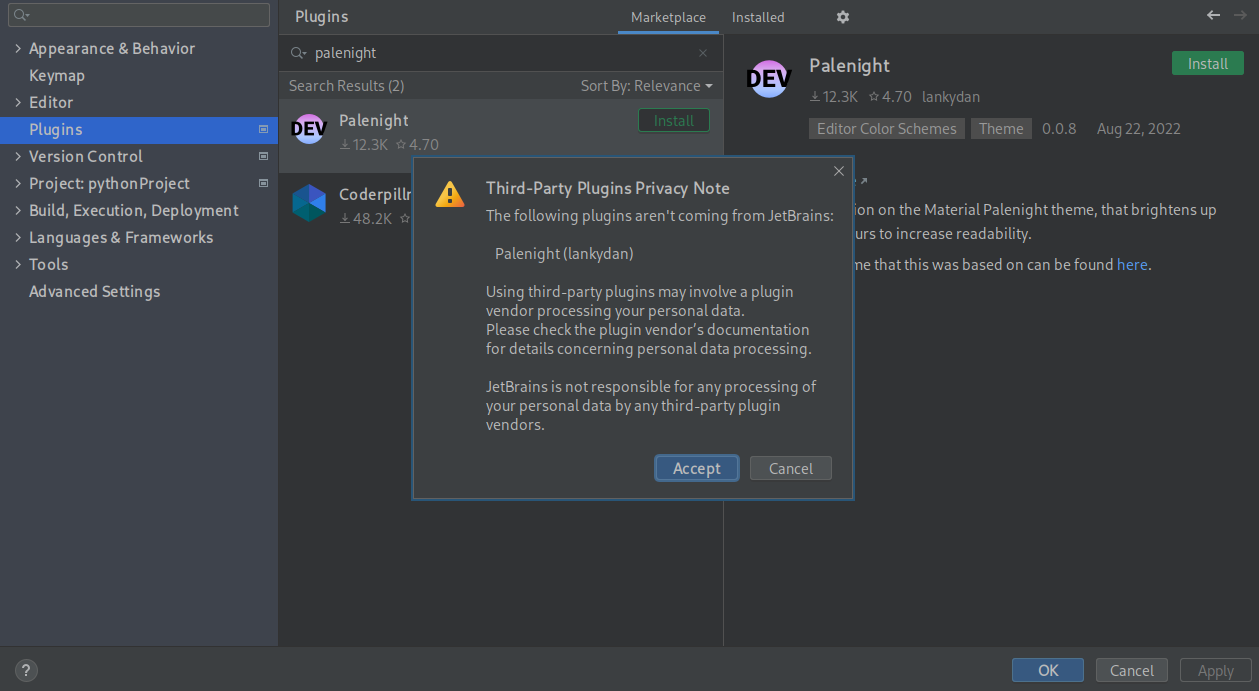 Plugins
Marketplace
Installed
palenight
Appearance & Behavior
Keymap
Editor
Plugins
Version Control
Project: pythonProject
Build, Execution, Deployment
Languages & Frameworks
Tools
Advanced Settings
Search Results (2)
Sort By: Relevance
DEV
Palenight
Install
12.3K 4.70
Coderpillr
48.2K
DEV
Palenight
Install
12.3K 4.70 lankydan
Editor Color Schemes Theme 0.0.8 Aug 22, 2022
ion on the Material Palenight theme, that brightens up
urs to increase readability.
me that this was based on can be found here.
Third-Party Plugins Privacy Note
The following plugins aren't coming from JetBrains:
Palenight (lankydan)
Using third-party plugins may involve a plugin
vendor processing your personal data.
Please check the plugin vendor’s documentation
for details concerning personal data processing.
JetBrains is not responsible for any processing of
your personal data by any third-party plugin
vendors.
Accept
Cancel
?
OK
Cancel
Apply